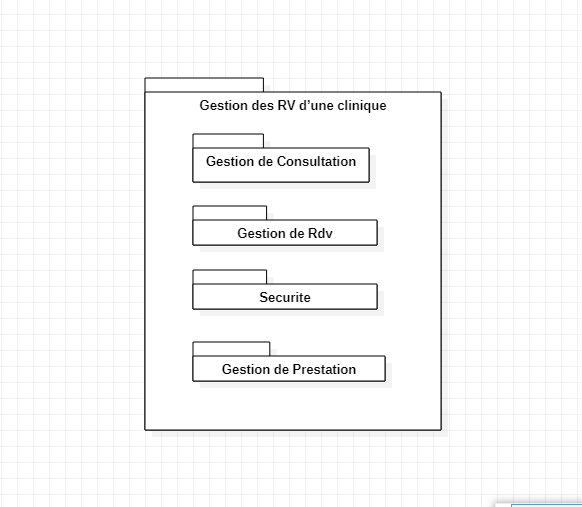 Gestion des RV d'une clinique
Gestion de Consultation
Gestion de Rdv
Securite
Gestion de Prestation